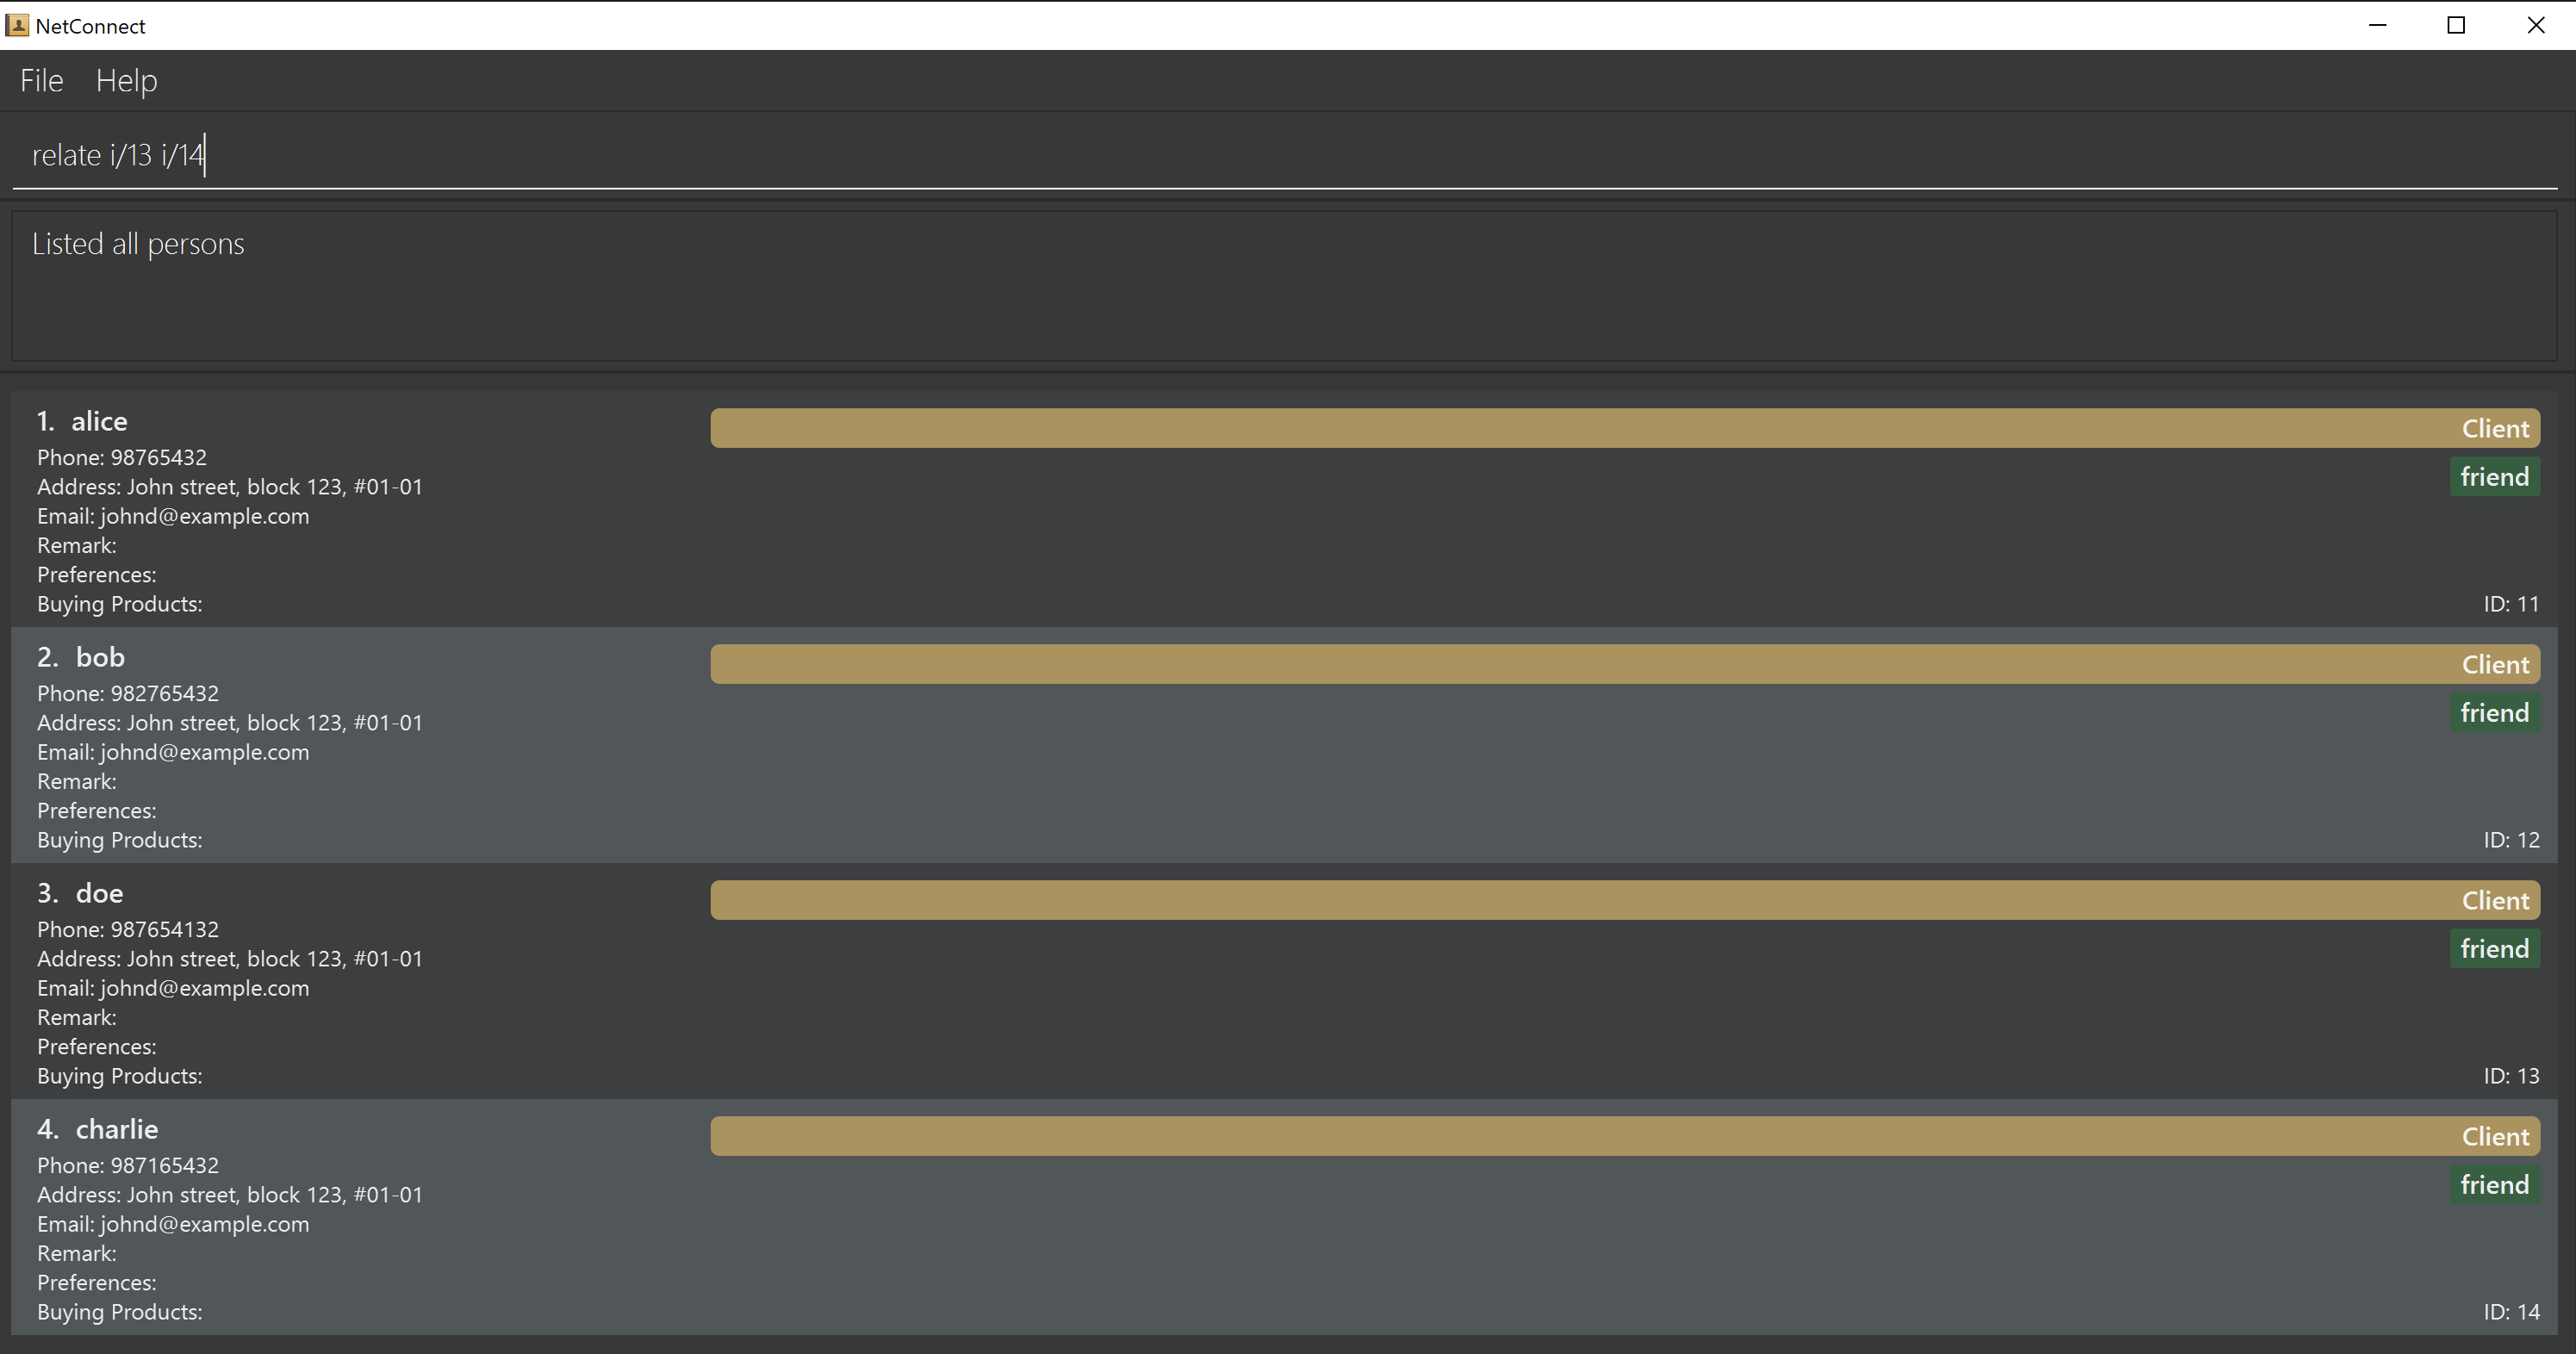 NetConnect
File Help
relate i/13 i/14
Listed all persons
1. alice
Client
Phone: 98765432
friend
Address: John street, block 123, #01-01
Email: johnd@example.com
Remark:
Preferences:
Buying Products:
ID: 11
2. bob
Client
Phone: 982765432
friend
Address: John street, block 123, #01-01
Email: johnd@example.com
Remark:
Preferences:
Buying Products:
ID: 12
3. doe
Client
Phone: 987654132
friend
Address: John street, block 123, #01-01
Email: johnd@example.com
Remark:
Preferences:
Buying Products:
ID: 13
4. charlie
Client
Phone: 987165432
friend
Address: John street, block 123, #01-01
Email: johnd@example.com
Remark:
Preferences:
Buying Products:
ID: 14